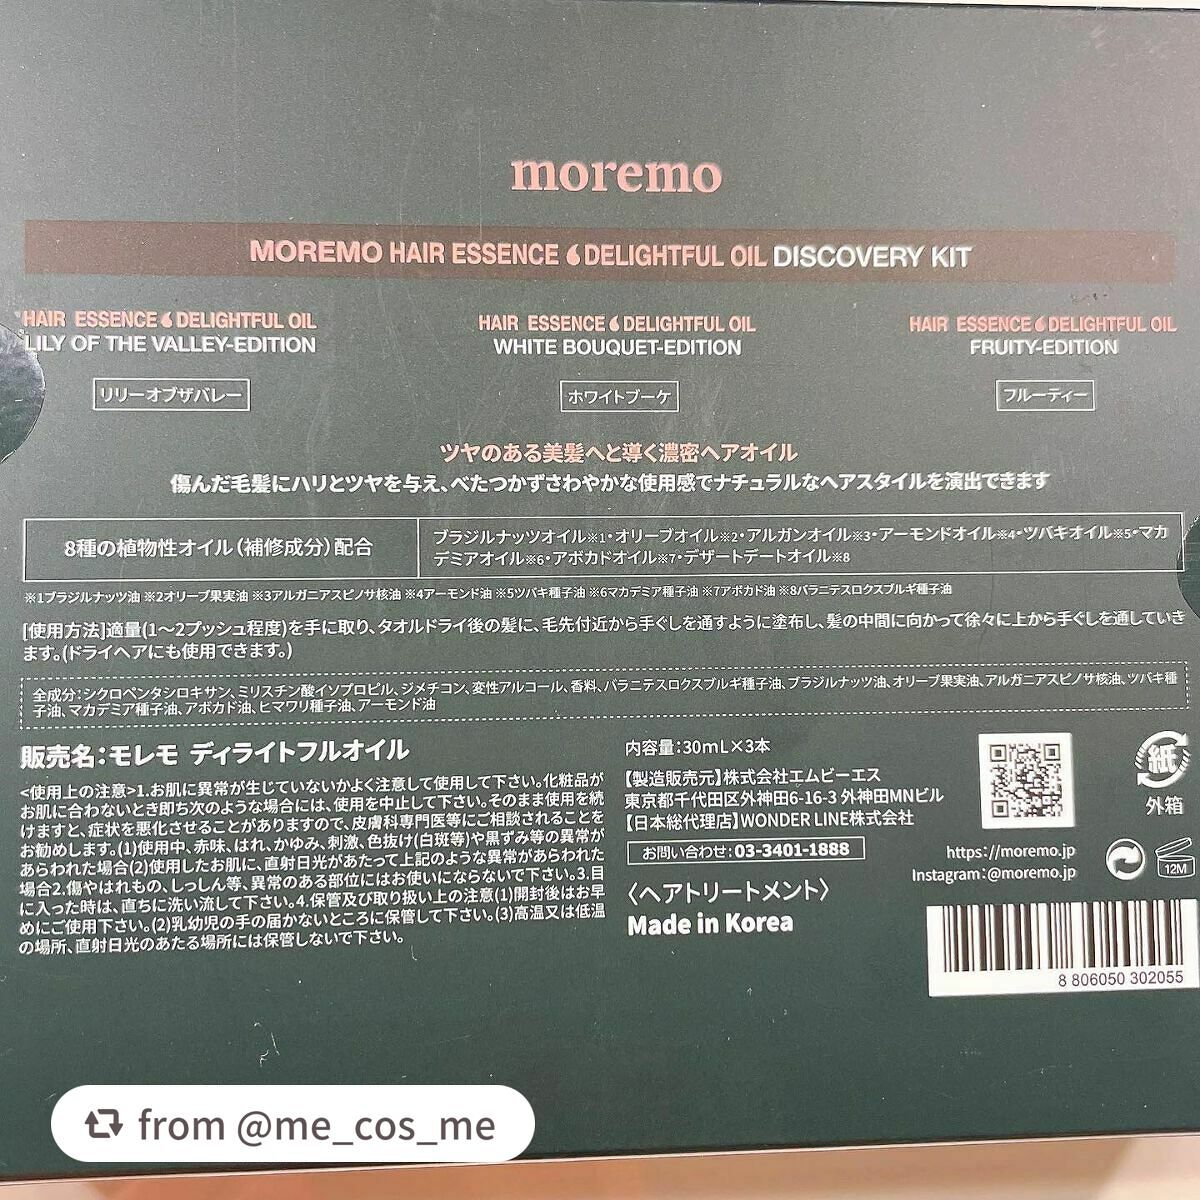 moremo
MOREMO HAIR ESSENCE DELIGHTFUL OIL DISCOVERY KIT
HAIR ESSENCE DELIGHTFUL OIL
LILY OF THE VALLEY-EDITION
リリーオブザバレー
HAIR ESSENCE DELIGHTFUL OIL
WHITE BOUQUET-EDITION
ホワイトブーケ
HAIR ESSENCE DELIGHTFUL OIL
FRUITY-EDITION
フルーティー
ツヤのある美髪へと導く濃密ヘアオイル
傷んだ毛髪にハリとツヤを与え、べたつかずさわやかな使用感でナチュラルなヘアスタイルを演出できます
8種の植物性オイル(補修成分)配合
ブラジルナッツオイル※1・オリーブオイル※2・アルガンオイル※3・アーモンドオイル※4・ツバキオイル※5・マカ
デミアオイル※6・アボカドオイル※7・デザートデートオイル※8
※1ブラジルナッツ油 ※2オリーブ果実油 ※3アルガニアスピノサ核油 ※4アーモンド油 ※5ツバキ種子油 ※6マカデミア種子油 ※7アボカド油 ※8バラニテスロクスブルギ種子油
[使用方法]適量(1～2プッシュ程度)を手に取り、タオルドライ後の髪に、毛先付近から手ぐしを通すように塗布し、髪の中間に向かって徐々に上から手ぐしを通していき
ます。(ドライヘアにも使用できます。)
全成分:シクロペンタシロキサン、ミリスチン酸イソプロピル、ジメチコン、変性アルコール、香料、バラニテスロクスブルギ種子油、ブラジルナッツ油、オリーブ果実油、アルガニアスピノサ核油、ツバキ種
子油、マカデミア種子油、アボカド油、ヒマワリ種子油、アーモンド油
販売名:モレモ ディライトフルオイル
<使用上の注意>1.お肌に異常が生じていないかよく注意して使用して下さい。化粧品が
お肌に合わないとき即ち次のような場合には、使用を中止して下さい。そのまま使用を続
けますと、症状を悪化させることがありますので、皮膚科専門医等にご相談されることを
お勧めします。(1)使用中、赤味、はれ、かゆみ、刺激、色抜け(白斑等)や黒ずみ等の異常が
あらわれた場合(2)使用したお肌に、直射日光があたって上記のような異常があらわれた
場合2.傷やはれもの、しっしん等、異常のある部位にはお使いにならないで下さい。3.目
に入った時は、直ちに洗い流して下さい。4.保管及び取り扱い上の注意(1)開封後はお早
めにご使用下さい。(2)乳幼児の手の届かないところに保管して下さい。(3)高温又は低温
の場所、直射日光のあたる場所には保管しないで下さい。
内容量:30mL×3本
【製造販売元】株式会社エムビーエス
東京都千代田区外神田6-16-3 外神田MNビル
【日本総代理店】WONDER LINE株式会社
お問い合わせ:03-3401-1888
〈ヘアトリートメント〉
Made in Korea
紙
外箱
https://moremo.jp
Instagram:@moremo.jp
12M
8 806050 302055
from @me_cos_me